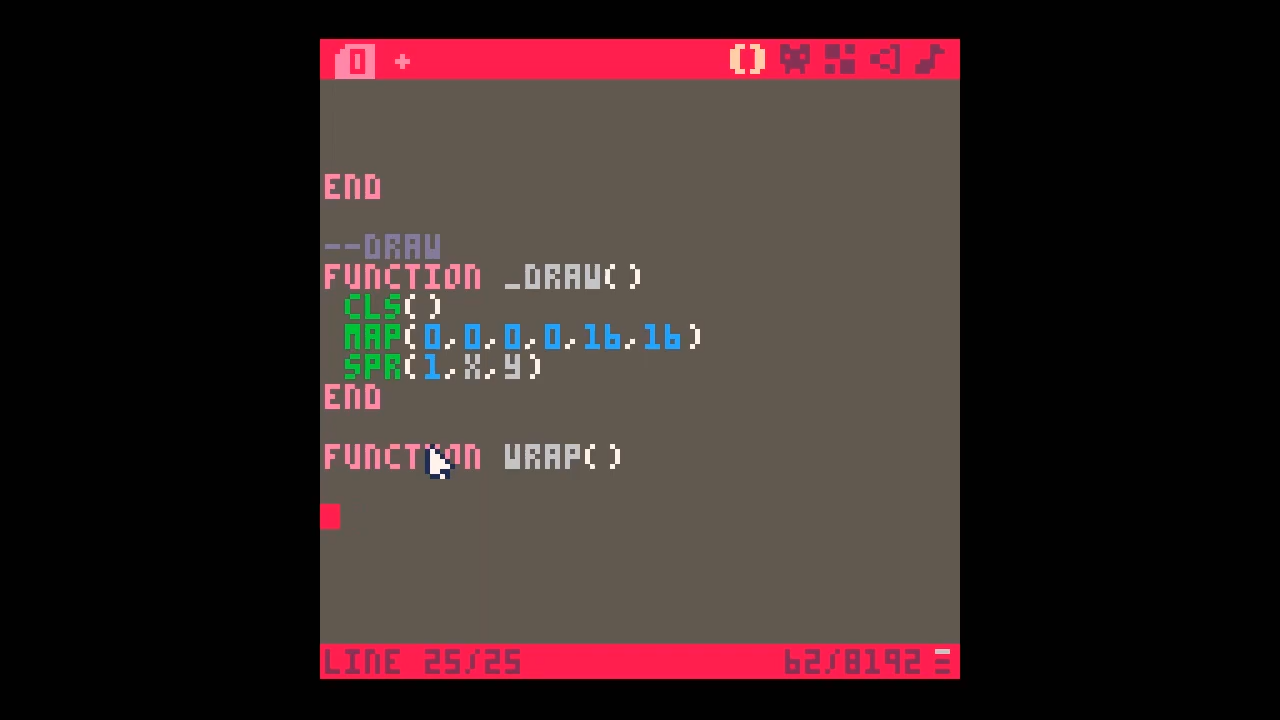 0 +
END
--DRAW
FUNCTION _DRAW()
CLS()
MAP(0,0,0,0,16,16)
SPR(1,X,Y)
END
FUNCTION WRAP()
LINE 25/25 62/8192